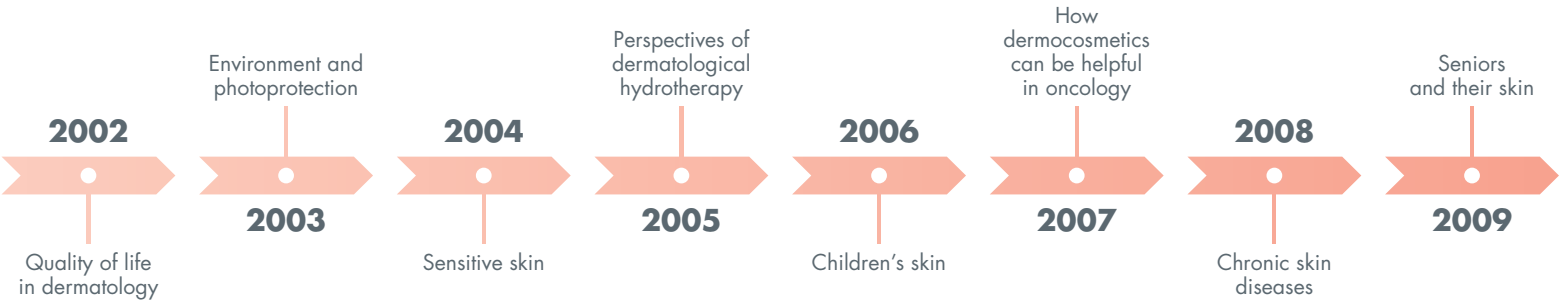 2002
Quality of life
in dermatology
Environment and
photoprotection
2003
2004
Sensitive skin
Perspectives of
dermatological
hydrotherapy
2005
2006
Children’s skin
How
dermocosmetics
can be helpful
in oncology
2007
2008
Chronic skin
diseases
Seniors
and their skin
2009